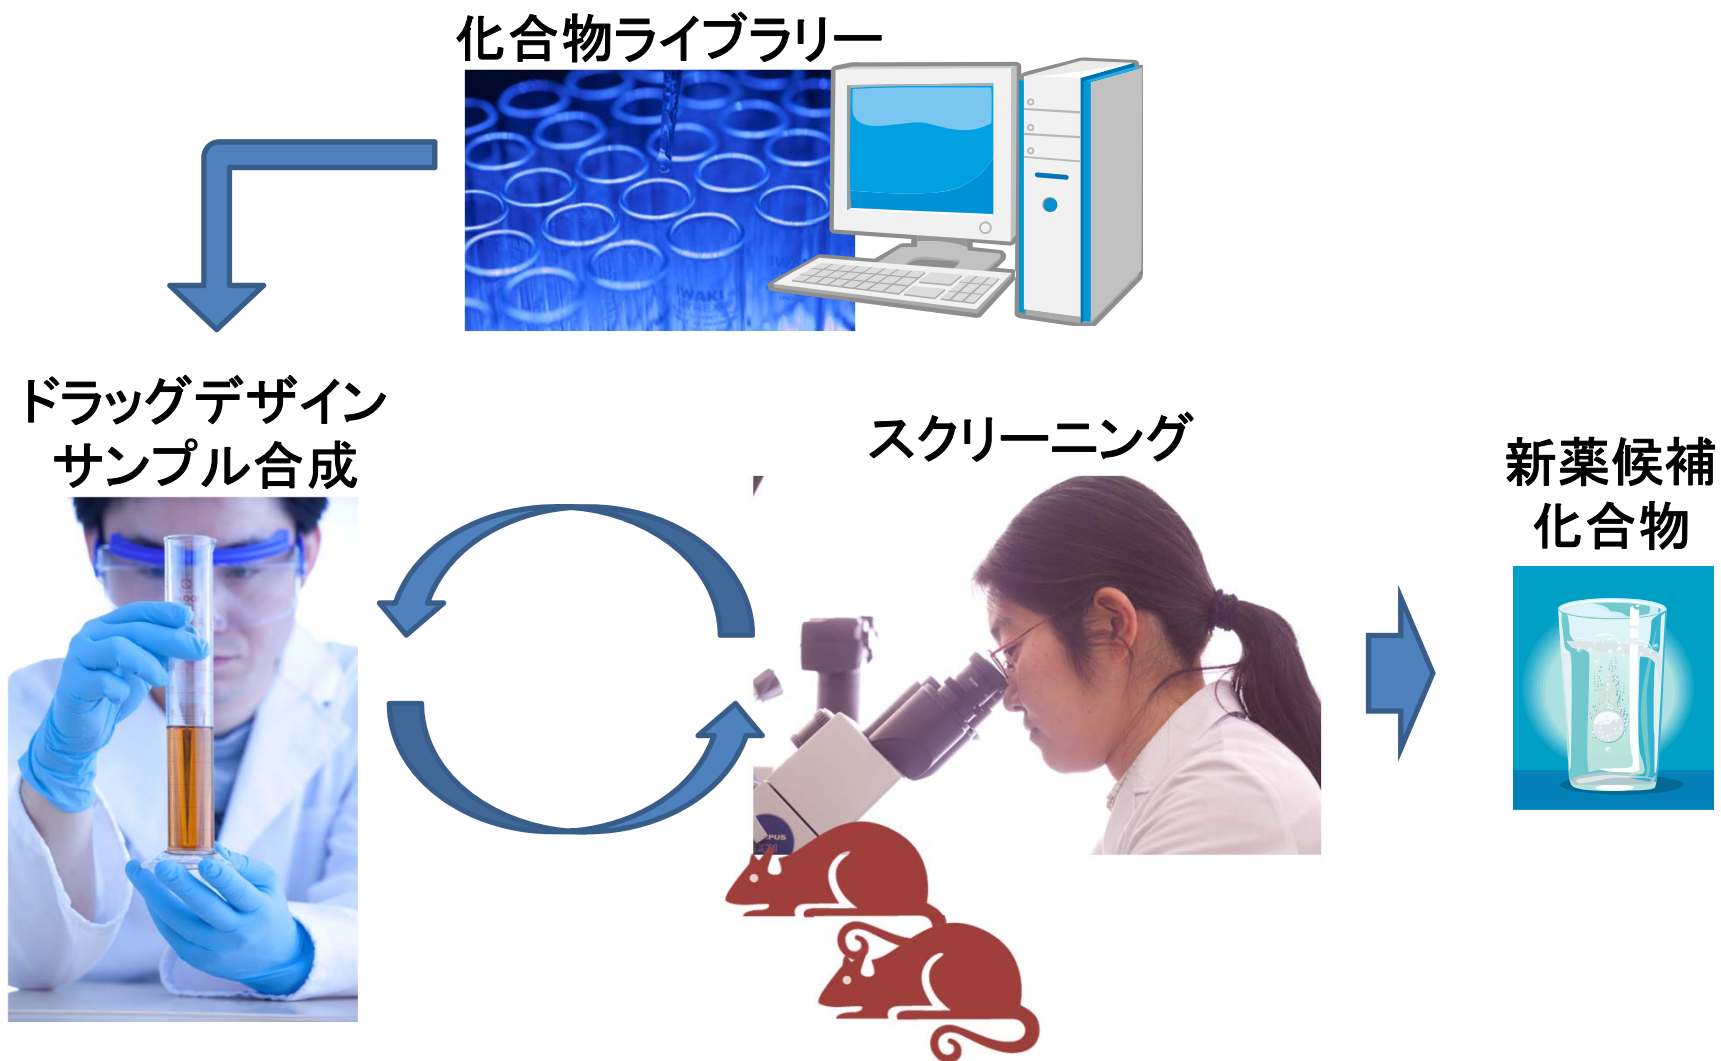 化合物ライブラリー
IWAKI
ドラッグデザイン
サンプル合成
スクリーニング
新薬候補
化合物